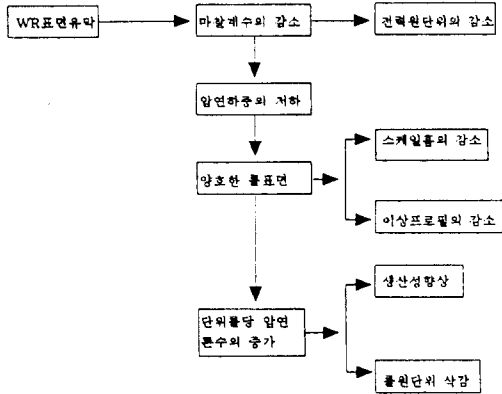 WR표면유막
마찰계수의 감소
전력원단위의 감소
압연하중의 저하
스케일흠의 감소
양호한 롤표면
이상프로필의 감소
생산성향상
단위롤당 압연
톤수의 증가
롤원단위 삭감